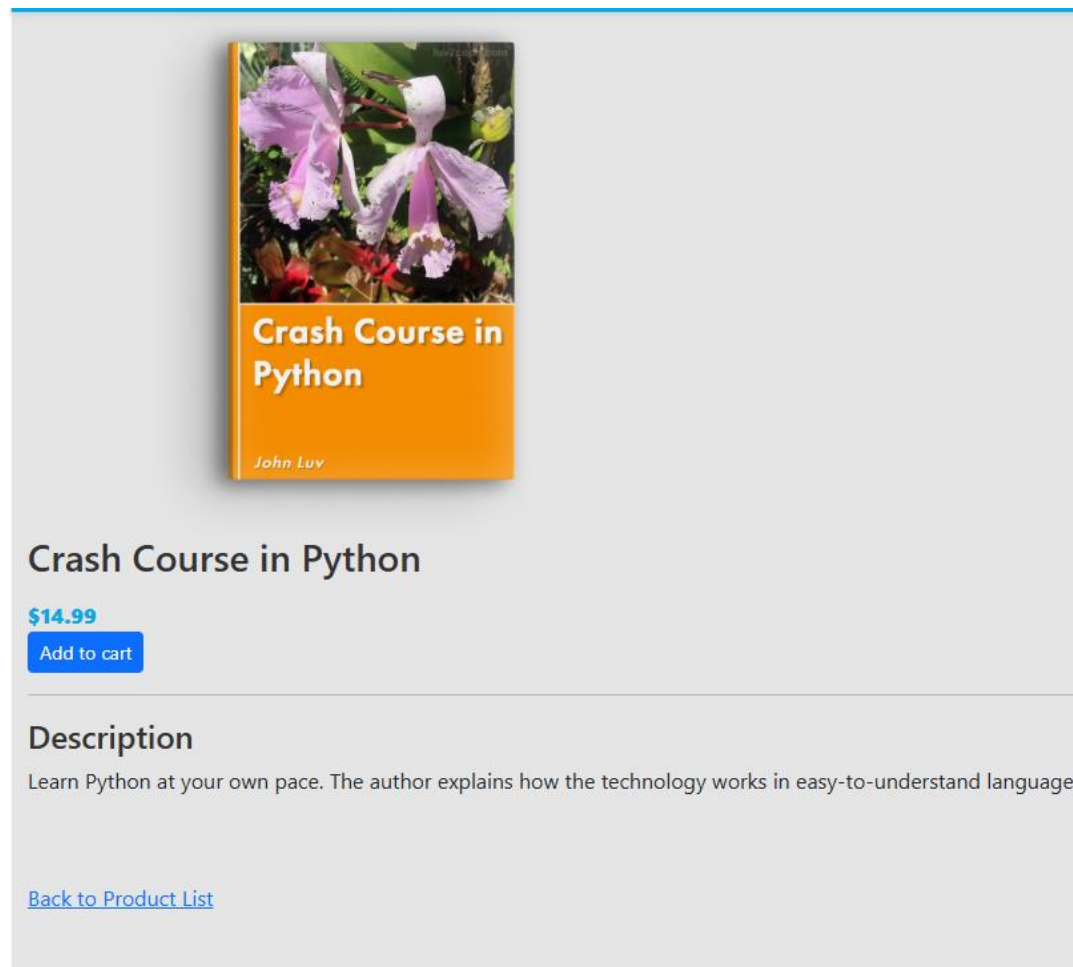 luv2code.com
Crash Course in
Python
John Luv
Crash Course in Python
$14.99
Add to cart
Description
Learn Python at your own pace. The author explains how the technology works in easy-to-understand language
Back to Product List